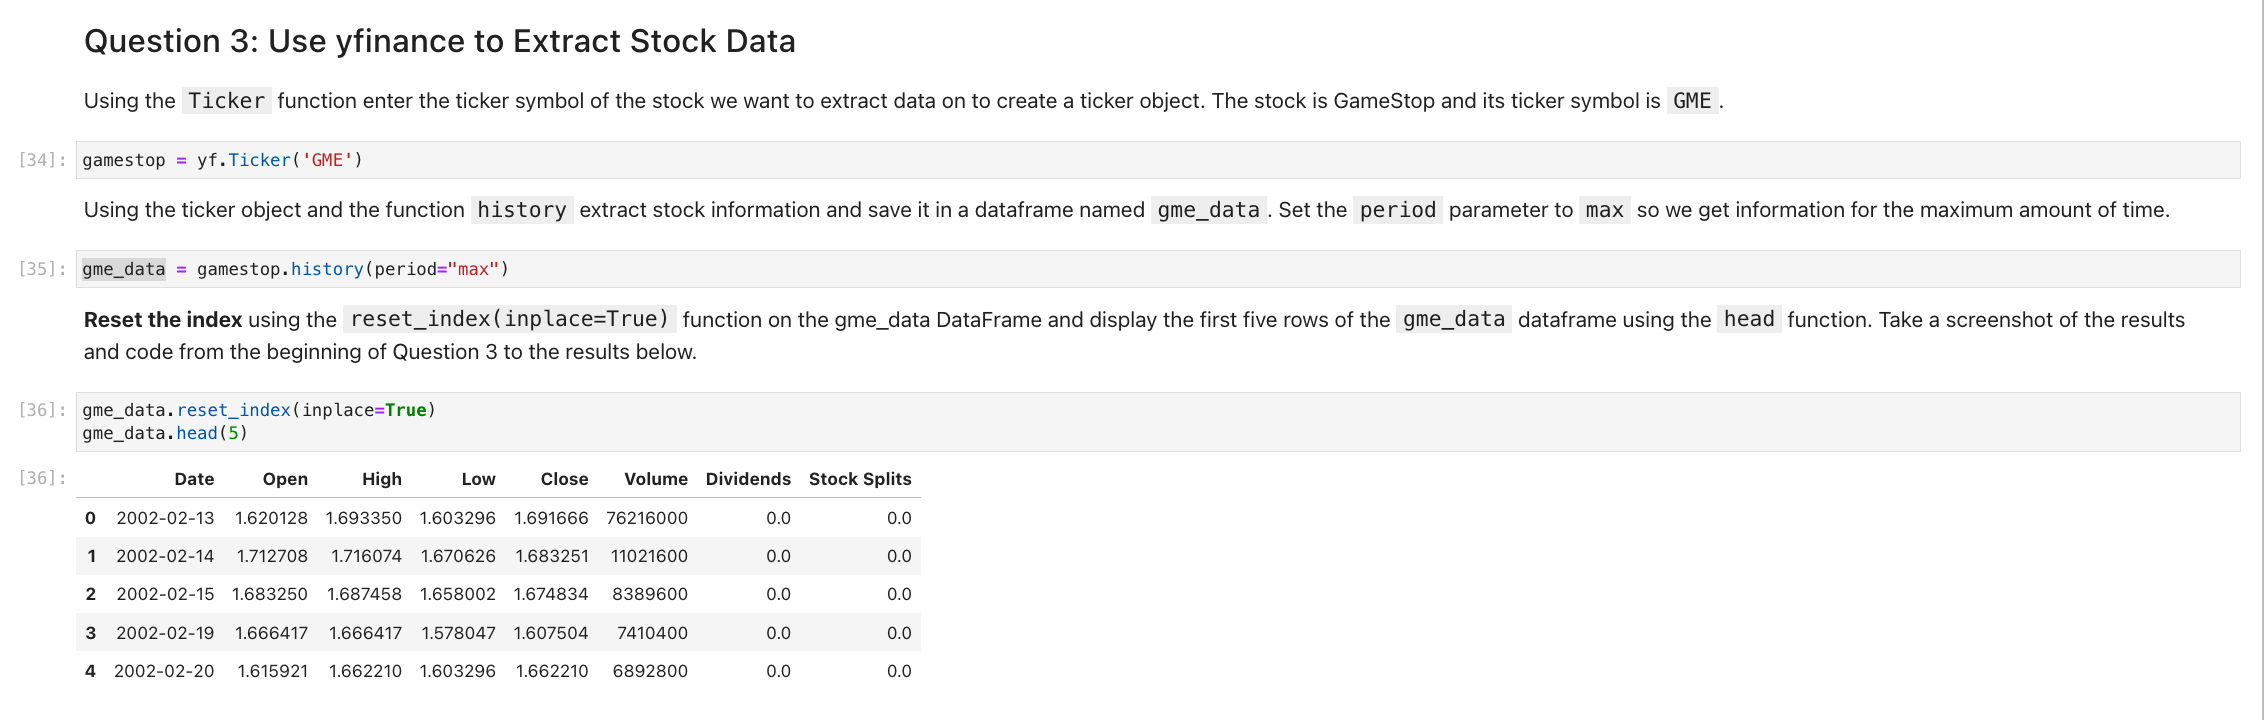 Question 3: Use yfinance to Extract Stock Data
Using the Ticker function enter the ticker symbol of the stock we want to extract data on to create a ticker object. The stock is GameStop and its ticker symbol is GME.
[34]: gamestop = yf.Ticker('GME')
Using the ticker object and the function history extract stock information and save it in a dataframe named gme_data. Set the period parameter to max so we get information for the maximum amount of time.
[35]: gme_data = gamestop.history(period="max")
Reset the index using the reset_index(inplace=True) function on the gme_data DataFrame and display the first five rows of the gme_data dataframe using the head function. Take a screenshot of the results
and code from the beginning of Question 3 to the results below.
[36]: gme_data.reset_index(inplace=True)
gme_data.head(5)
[36]: Date Open High Low Close Volume Dividends Stock Splits
0 2002-02-13 1.620128 1.693350 1.603296 1.691666 76216000 0.0 0.0
1 2002-02-14 1.712708 1.716074 1.670626 1.683251 11021600 0.0 0.0
2 2002-02-15 1.683250 1.687458 1.658002 1.674834 8389600 0.0 0.0
3 2002-02-19 1.666417 1.666417 1.578047 1.607504 7410400 0.0 0.0
4 2002-02-20 1.615921 1.662210 1.603296 1.662210 6892800 0.0 0.0